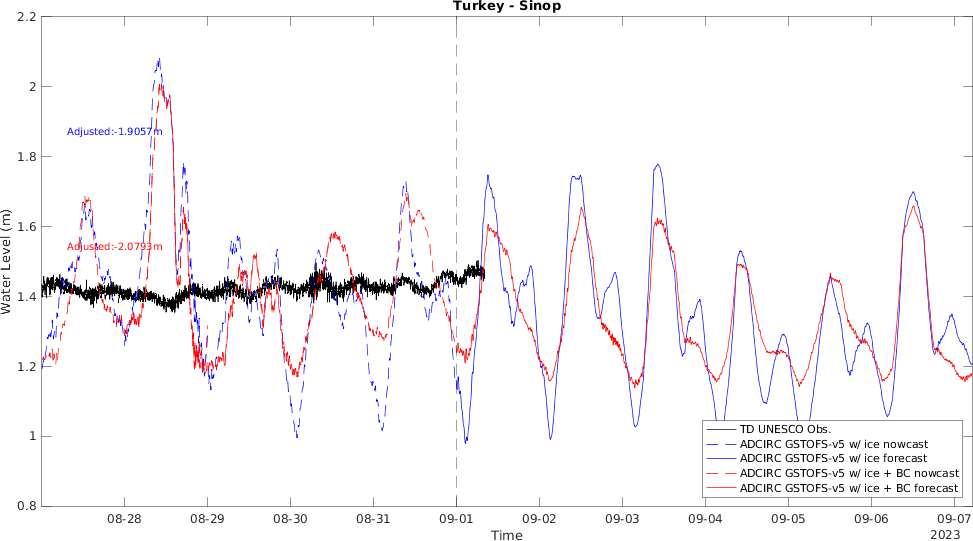 Turkey - Sinop
2.2
2
1.8
1.6
1.4
1.2
1
0.8
Water Level (m)
Adjusted:-1.9057m
Adjusted:-2.0793m
TD UNESCO Obs.
ADCIRC GSTOFS-v5 w/ ice nowcast
ADCIRC GSTOFS-v5 w/ ice forecast
ADCIRC GSTOFS-v5 w/ ice + BC nowcast
ADCIRC GSTOFS-v5 w/ ice + BC forecast
08-28 08-29 08-30 08-31 09-01 09-02 09-03 09-04 09-05 09-06 09-07
Time
2023